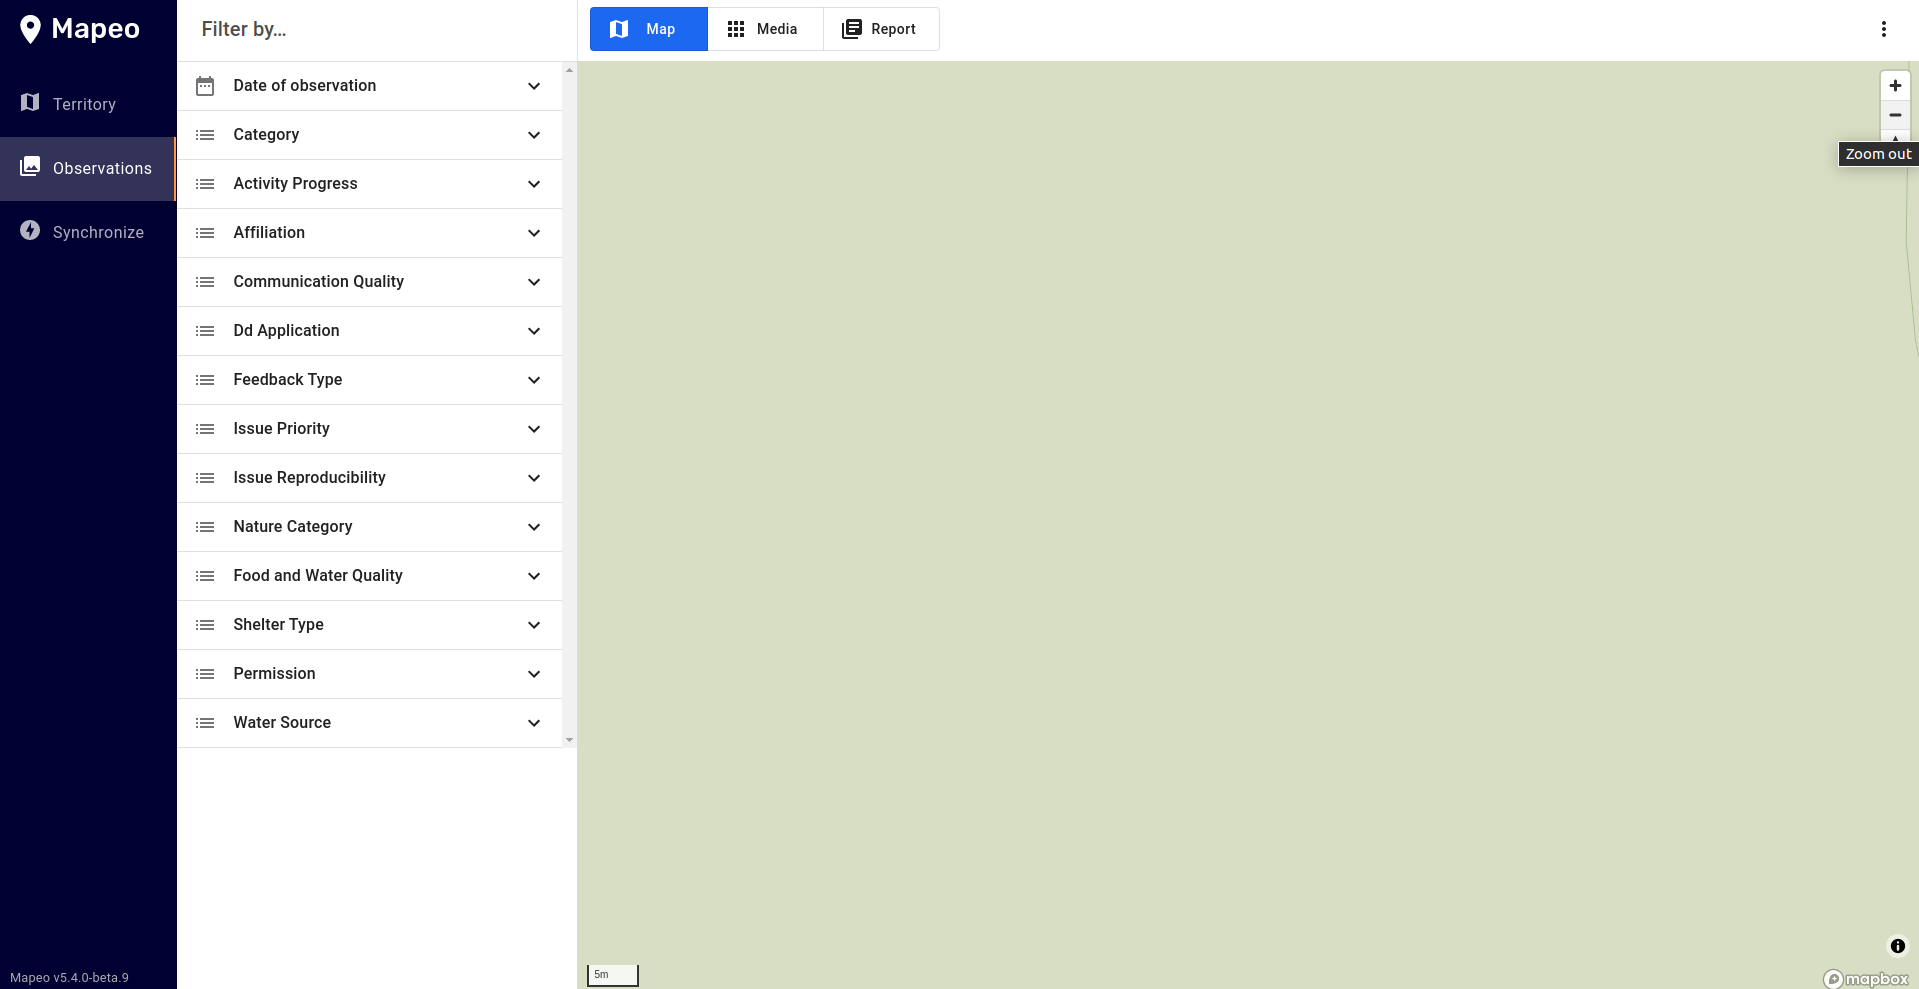 Mapeo
Territory
Observations
Synchronize
Mapeo v5.4.0-beta.9
Filter by...
Date of observation
Category
Activity Progress
Affiliation
Communication Quality
Dd Application
Feedback Type
Issue Priority
Issue Reproducibility
Nature Category
Food and Water Quality
Shelter Type
Permission
Water Source
Map
Media
Report
Zoom out
5m
mapbox